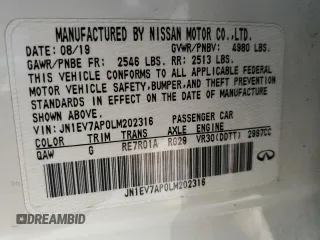 MANUFACTURED BY NISSAN MOTOR CO.,LTD.
DATE: 08/19 GVWR/PNBV: 4980 LBS.
GAWR/PNBE FR: 2546 LBS. RR: 2513 LBS.
THIS VEHICLE CONFORMS TO ALL APPLICABLE FEDERAL
MOTOR VEHICLE SAFETY,BUMPER,AND THEFT PREVENTION
STANDARDS IN EFFECT ON THE DATE OF MANUFACTURE
SHOWN ABOVE.
VIN: JN1EV7AP0LM202316 PASSENGER CAR
COLOR TRIM TRANS AXLE ENGINE
QAW G RE7R01A RG29 VR30(DDTT) 2997CC
JN1EV7AP0LM202316
INFINITI
DREAMBID